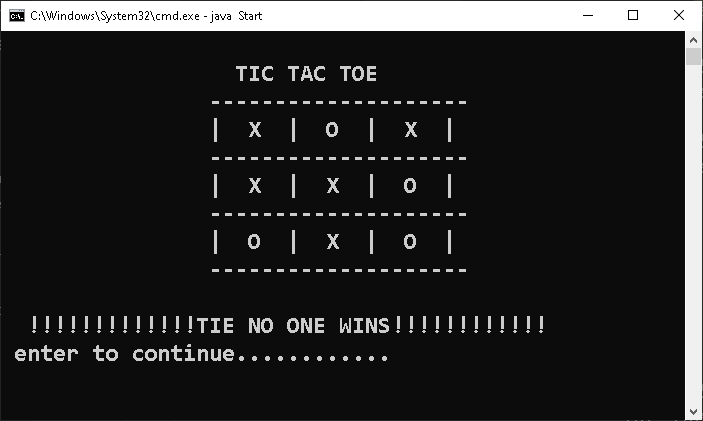 C:\Windows\System32\cmd.exe - java  Start
TIC TAC TOE
--------------------
|  X  |  O  |  X  |
--------------------
|  X  |  X  |  O  |
--------------------
|  O  |  X  |  O  |
--------------------
!!!!!!!!!!!!!TIE NO ONE WINS!!!!!!!!!!!!
enter to continue............